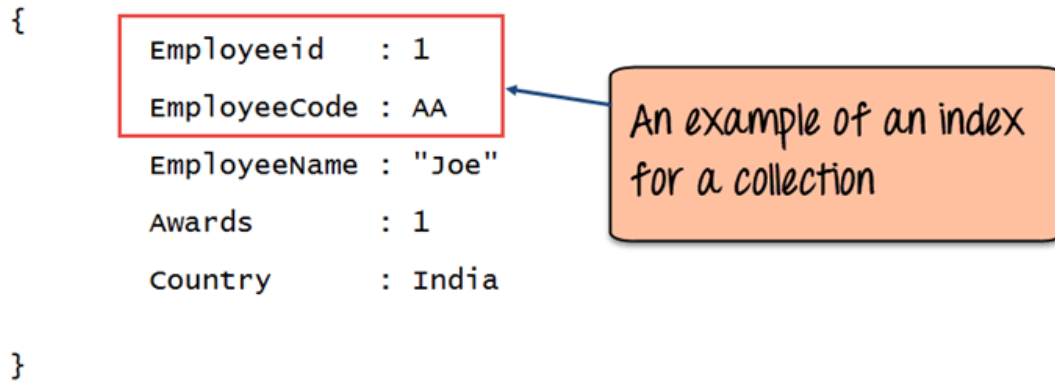 {
Employeeid : 1
EmployeeCode : AA
EmployeeName : "Joe"
Awards : 1
Country : India
}
An example of an index
for a collection